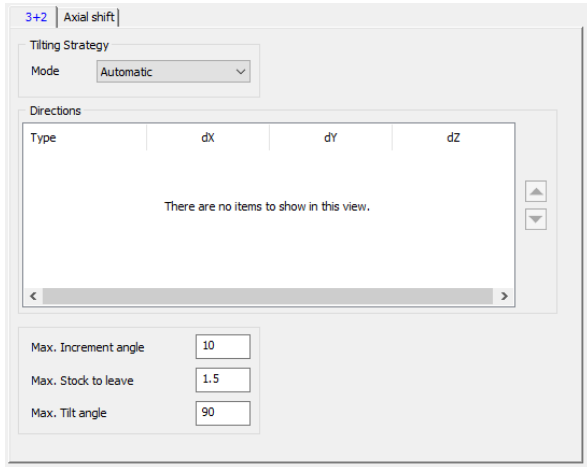 3+2 Axial shift
Tilting Strategy
Mode Automatic
Directions
Type dX dY dZ
There are no items to show in this view.
Max. Increment angle 10
Max. Stock to leave 1.5
Max. Tilt angle 90